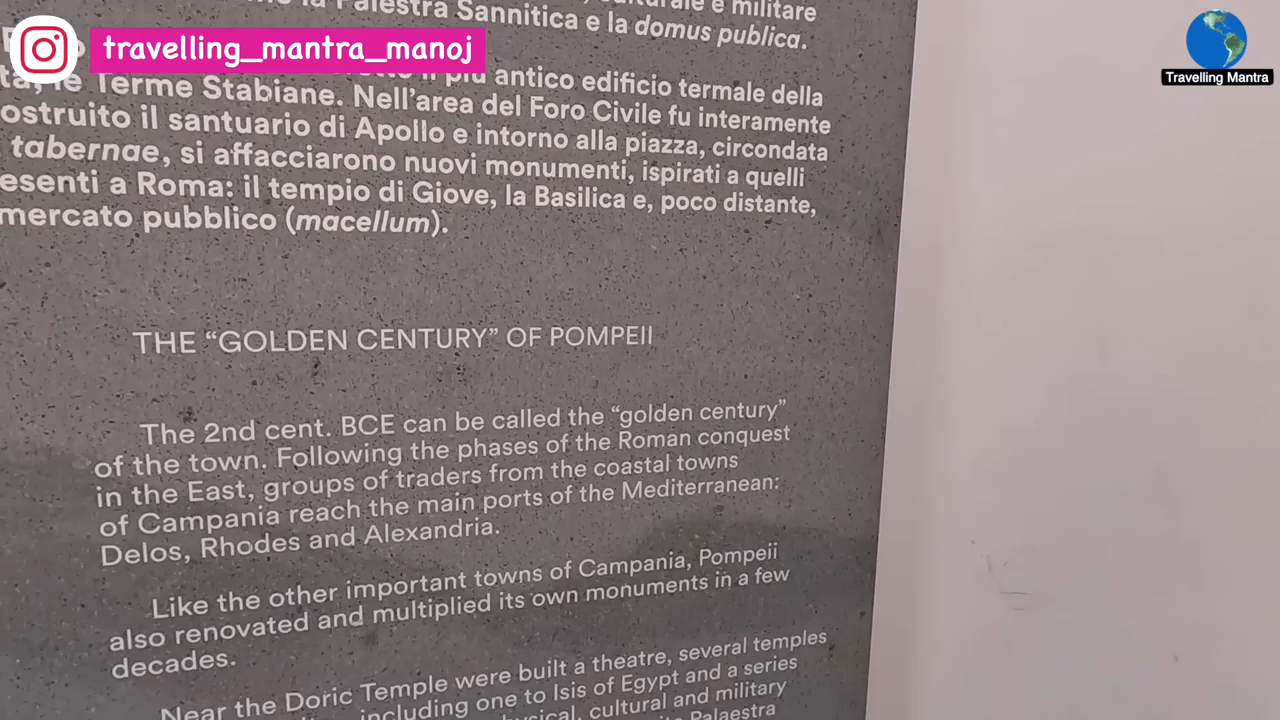 e militare
la Palestra Sannitica e la domus publica.
travelling_mantra_manoj
Travelling Mantra
il più antico edificio termale della
le Terme Stabiane. Nell'area del Foro Civile fu interamente
ostruito il santuario di Apollo e intorno alla piazza, circondata
tabernae, si affacciarono nuovi monumenti, ispirati a quelli
esenti a Roma: il tempio di Giove, la Basilica e, poco distante,
mercato pubblico (macellum).
THE “GOLDEN CENTURY” OF POMPEII
The 2nd cent. BCE can be called the “golden century”
of the town. Following the phases of the Roman conquest
in the East, groups of traders from the coastal towns
of Campania reach the main ports of the Mediterranean:
Delos, Rhodes and Alexandria.
Like the other important towns of Campania, Pompeii
also renovated and multiplied its own monuments in a few
decades.
Near the Doric Temple were built a theatre, several temples
including one to Isis of Egypt and a series
cultural and military
Palaestra